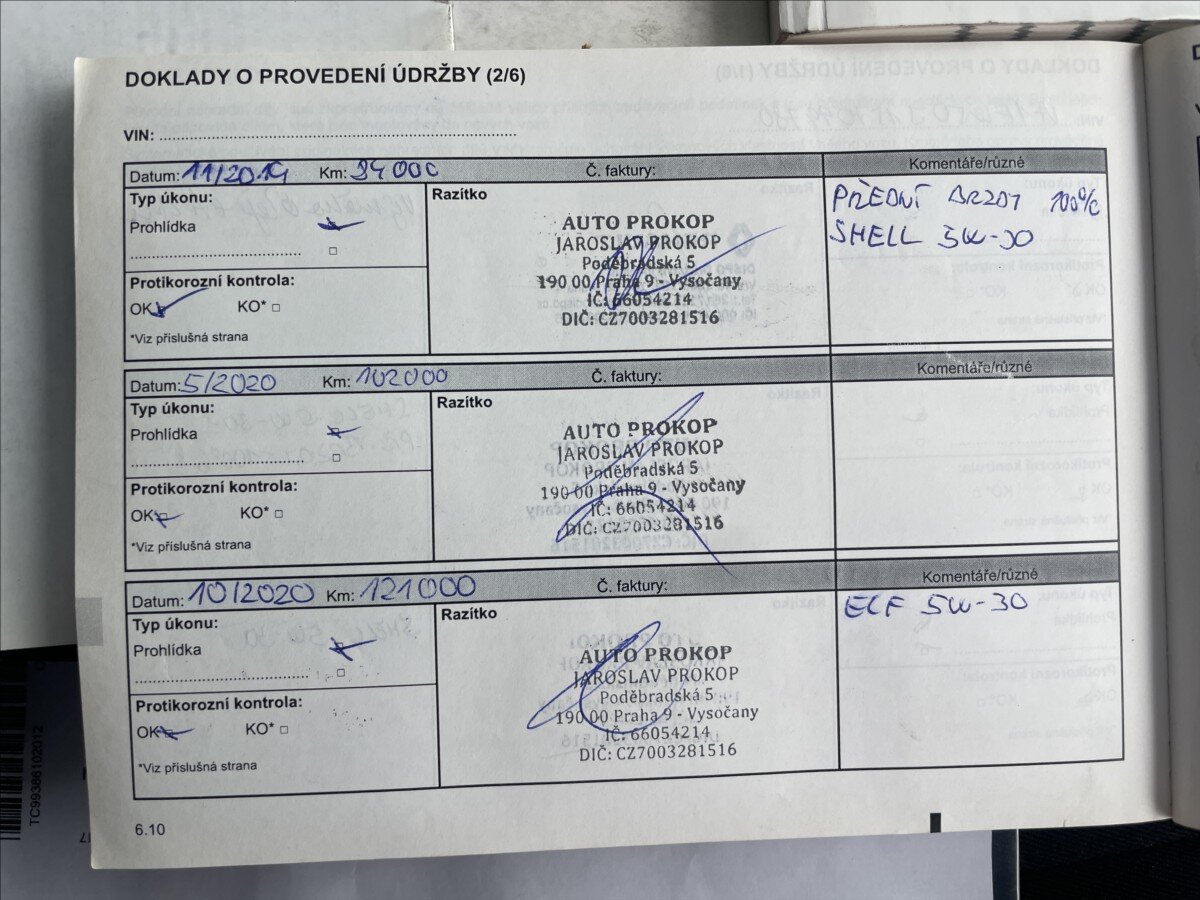 DOKLADY O PROVEDENÍ ÚDRŽBY (2/6)
VIN:
Datum: 11/2019 Km: 94000 Č. faktury: Komentáře/různé
Typ úkonu:
Prohlídka
Protikorozní kontrola:
OK KO*
*Viz příslušná strana
Razítko
AUTO PROKOP
JAROSLAV PROKOP
Poděbradská 5
190 00 Praha 9 - Vysočany
IČ: 66054214
DIČ: CZ7003281516
PŘEDNÍ BRZDY 100%
SHELL 5W-30
Datum: 5/2020 Km: 102000 Č. faktury: Komentáře/různé
Typ úkonu:
Prohlídka
Protikorozní kontrola:
OK KO*
*Viz příslušná strana
Razítko
AUTO PROKOP
JAROSLAV PROKOP
Poděbradská 5
190 00 Praha 9 - Vysočany
IČ: 66054214
DIČ: CZ7003281516
Datum: 10/2020 Km: 121000 Č. faktury: Komentáře/různé
Typ úkonu:
Prohlídka
Protikorozní kontrola:
OK KO*
*Viz příslušná strana
Razítko
AUTO PROKOP
JAROSLAV PROKOP
Poděbradská 5
190 00 Praha 9 - Vysočany
IČ: 66054214
DIČ: CZ7003281516
ELF 5W-30
6.10
TC99386102012